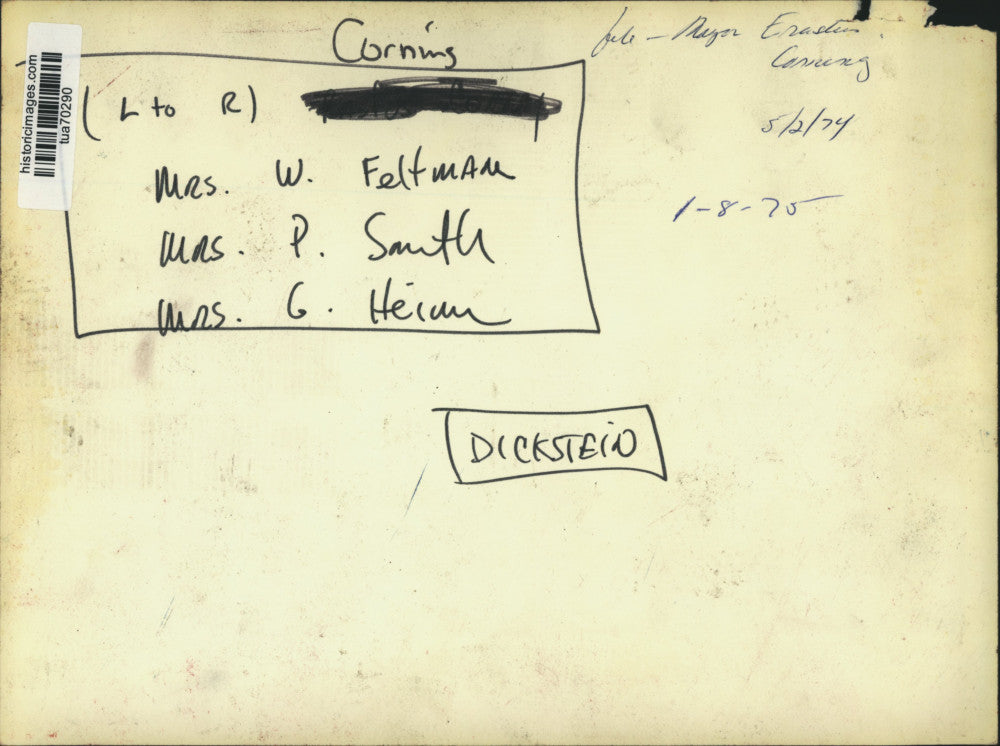 Corning
file - Mayor Erastus
Corning
5/2/74
1-8-75
(L to R)
Mrs. W. Feltman
Mrs. P. Smith
Mrs. G.
DICKSTEIN
historicimages.com
tua70290